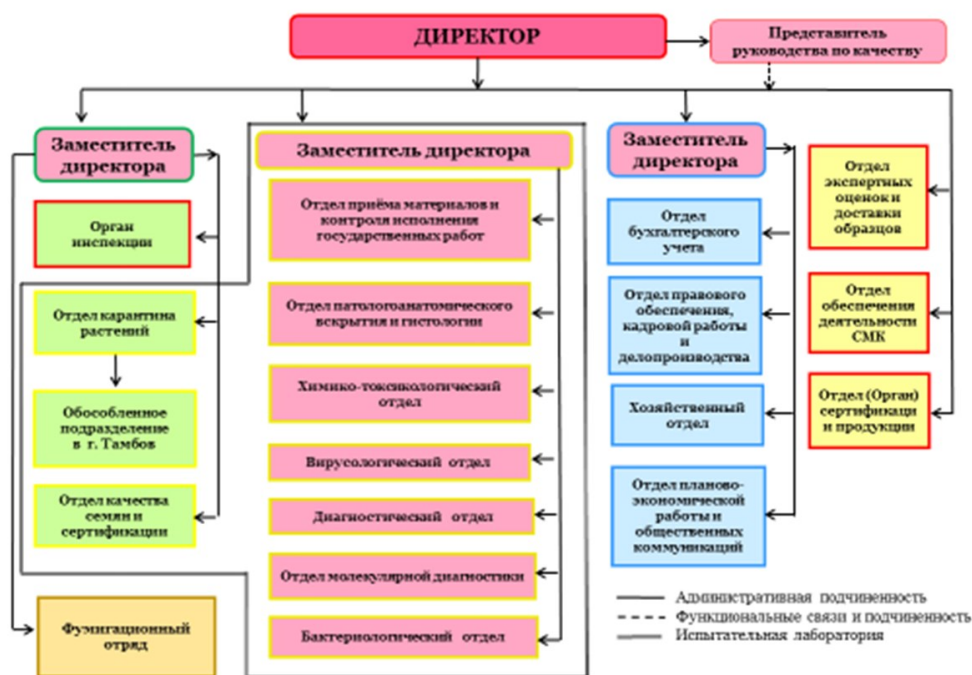 ДИРЕКТОР
Представитель
руководства по качеству
Заместитель
директора
Орган
инспекции
Отдел карантина
растений
Обособленное
подразделение
в г. Тамбов
Отдел качества
семян и
сертификации
Фумигационный
отряд
Заместитель директора
Отдел приёма материалов и
контроля исполнения
государственных работ
Отдел патологоанатомического
вскрытия и гистологии
Химико-токсикологический
отдел
Вирусологический отдел
Диагностический отдел
Отдел молекулярной диагностики
Бактериологический отдел
Заместитель
директора
Отдел
бухгалтерского
учета
Отдел правового
обеспечения,
кадровой работы
и
делопроизводства
Хозяйственный
отдел
Отдел планово-
экономической
работы и
общественных
коммуникаций
Отдел
экспертных
оценок и
доставки
образцов
Отдел
обеспечения
деятельности
СМК
Отдел (Орган)
сертификаци
и продукции
Административная подчиненность
Функциональные связи и подчиненность
Испытательная лаборатория